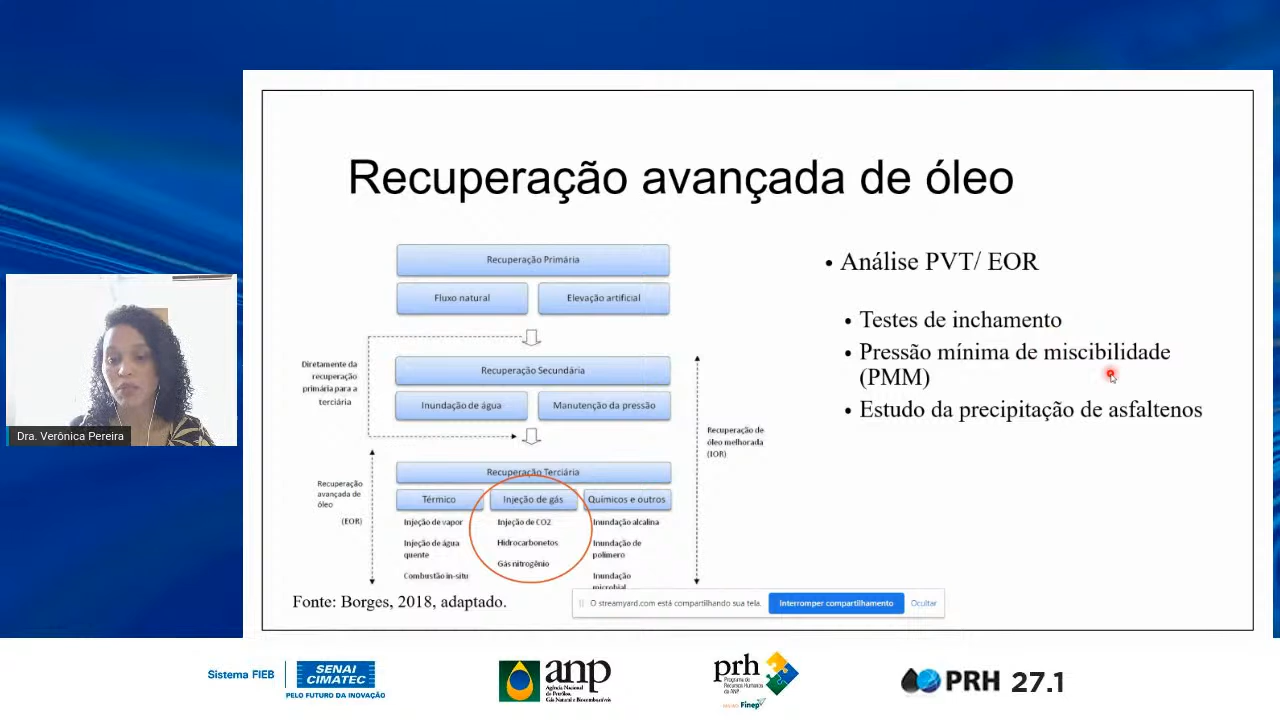 Recuperação avançada de óleo
Recuperação Primária
Fluxo natural
Elevação artificial
Diretamente da
recuperação
primária para a
terciária
Recuperação Secundária
Inundação de água
Manutenção da pressão
Recuperação de
óleo melhorada
(IOR)
Recuperação
avançada de
óleo
(EOR)
Recuperação Terciária
Térmico
Injeção de gás
Químicos e outros
Injeção de vapor
Injeção de água
quente
Combustão in-situ
Injeção de CO2
Hidrocarbonetos
Gás nitrogênio
Inundação alcalina
Inundação de
polímero
Inundação
microbial
Fonte: Borges, 2018, adaptado.
• Análise PVT/ EOR
• Testes de inchamento
• Pressão mínima de miscibilidade
(PMM)
• Estudo da precipitação de asfaltenos
O streamyard.com está compartilhando sua tela.
Interromper compartilhamento
Ocultar
Dra. Verônica Pereira
Sistema FIEB
SENAI
CIMATEC
PELO FUTURO DA INOVAÇÃO
anp
Agência Nacional
do Petróleo,
Gás Natural e Biocombustíveis
prh
Programa de
Recursos Humanos
da ANP
Finep
PRH 27.1